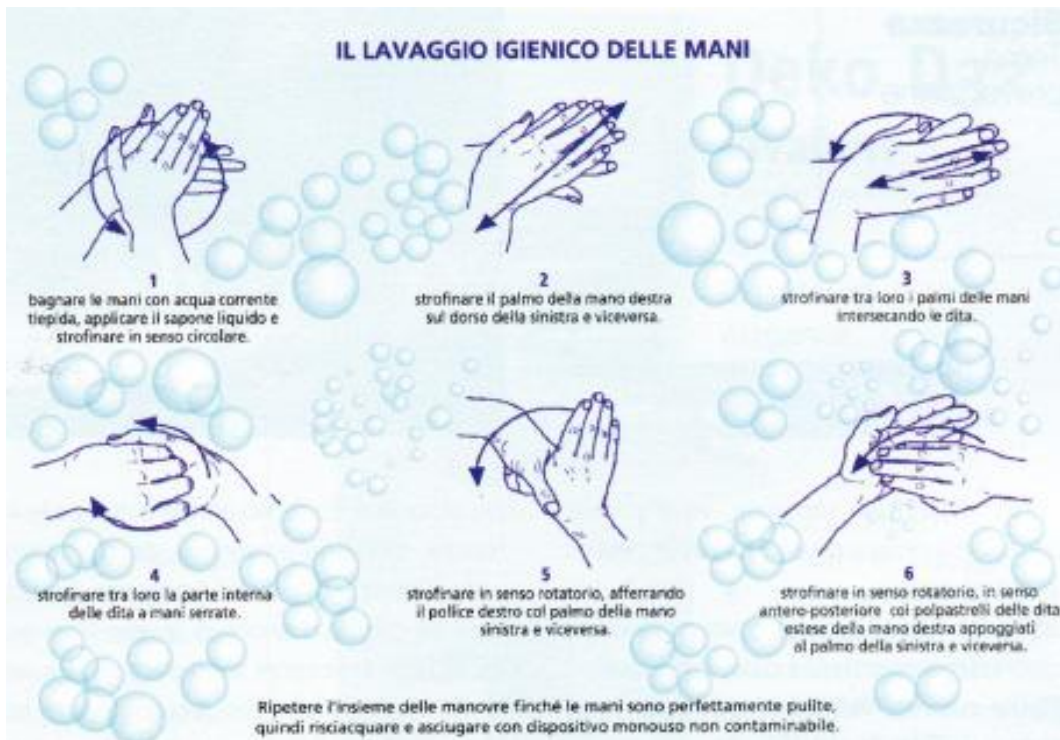 IL LAVAGGIO IGIENICO DELLE MANI
1
bagnare le mani con acqua corrente
tiepida, applicare il sapone liquido e
strofinare in senso circolare.
2
strofinare il palmo della mano destra
sul dorso della sinistra e viceversa.
3
strofinare tra loro i palmi delle mani
intersecando le dita.
4
strofinare tra loro la parte interna
delle dita a mani serrate.
5
strofinare in senso rotatorio, afferrando
il pollice destro col palmo della mano
sinistra e viceversa.
6
strofinare in senso rotatorio, in senso
antero-posteriore coi polpastrelli delle dita
estese della mano destra appoggiati
al palmo della sinistra e viceversa.
Ripetere l'insieme delle manovre finché le mani sono perfettamente pulite,
quindi risciacquare e asciugare con dispositivo monouso non contaminabile.